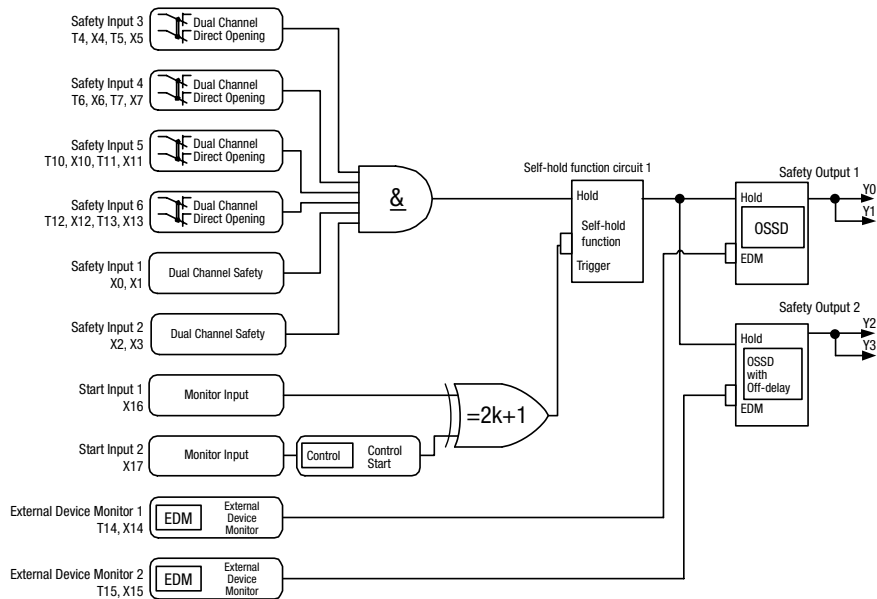 Safety Input 3
T4, X4, T5, X5
Dual Channel
Direct Opening
Safety Input 4
T6, X6, T7, X7
Dual Channel
Direct Opening
Safety Input 5
T10, X10, T11, X11
Dual Channel
Direct Opening
Safety Input 6
T12, X12, T13, X13
Dual Channel
Direct Opening
Safety Input 1
X0, X1
Dual Channel Safety
Safety Input 2
X2, X3
Dual Channel Safety
Start Input 1
X16
Monitor Input
Start Input 2
X17
Monitor Input
Control
Control
Start
External Device Monitor 1
T14, X14
EDM
External
Device
Monitor
External Device Monitor 2
T15, X15
EDM
External
Device
Monitor
&
=2k+1
Self-hold function circuit 1
Hold
Self-hold
function
Trigger
Safety Output 1
Hold
OSSD
EDM
Y0
Y1
Safety Output 2
Hold
OSSD
with
Off-delay
EDM
Y2
Y3